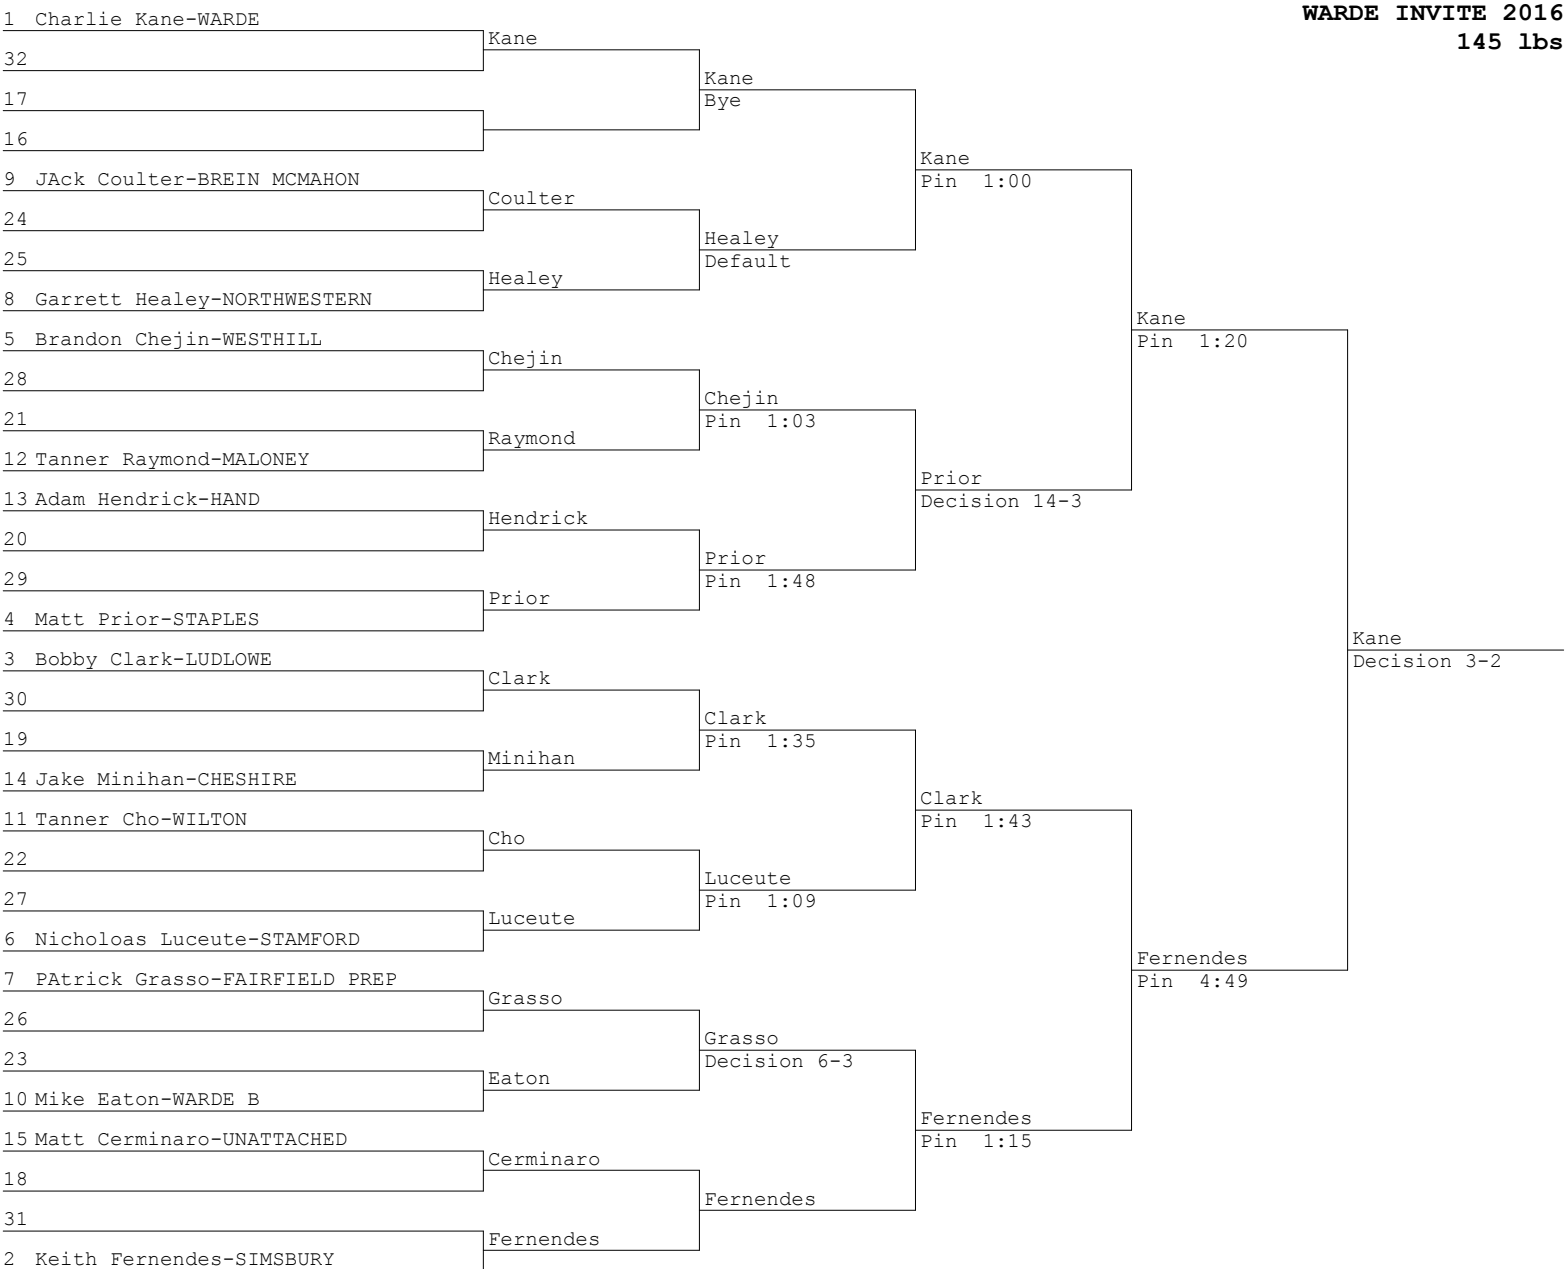 WARDE INVITE 2016
145 lbs
1 Charlie Kane-WARDE
32
17
16
9 JAck Coulter-BREIN MCMAHON
24
25
8 Garrett Healey-NORTHWESTERN
5 Brandon Chejin-WESTHILL
28
21
12 Tanner Raymond-MALONEY
13 Adam Hendrick-HAND
20
29
4 Matt Prior-STAPLES
3 Bobby Clark-LUDLOWE
30
19
14 Jake Minihan-CHESHIRE
11 Tanner Cho-WILTON
22
27
6 Nicholoas Luceute-STAMFORD
7 PAtrick Grasso-FAIRFIELD PREP
26
23
10 Mike Eaton-WARDE B
15 Matt Cerminaro-UNATTACHED
18
31
2 Keith Fernendes-SIMSBURY
Kane
Coulter
Healey
Chejin
Raymond
Hendrick
Prior
Clark
Minihan
Cho
Luceute
Grasso
Eaton
Cerminaro
Fernendes
Kane
Bye
Healey
Default
Chejin
Pin 1:03
Prior
Pin 1:48
Clark
Pin 1:35
Luceute
Pin 1:09
Grasso
Decision 6-3
Fernendes
Kane
Pin 1:00
Prior
Decision 14-3
Clark
Pin 1:43
Fernendes
Pin 1:15
Kane
Pin 1:20
Fernendes
Pin 4:49
Kane
Decision 3-2